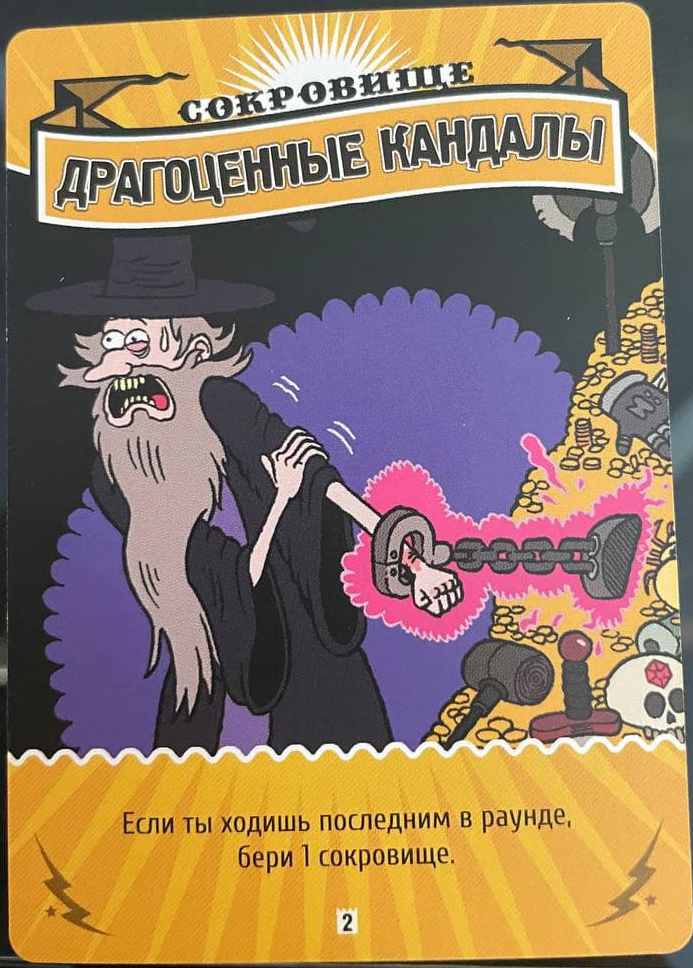 СОКРОВИЩЕ
ДРАГОЦЕННЫЕ КАНДАЛЫ
Если ты ходишь последним в раунде,
бери 1 сокровище.
2